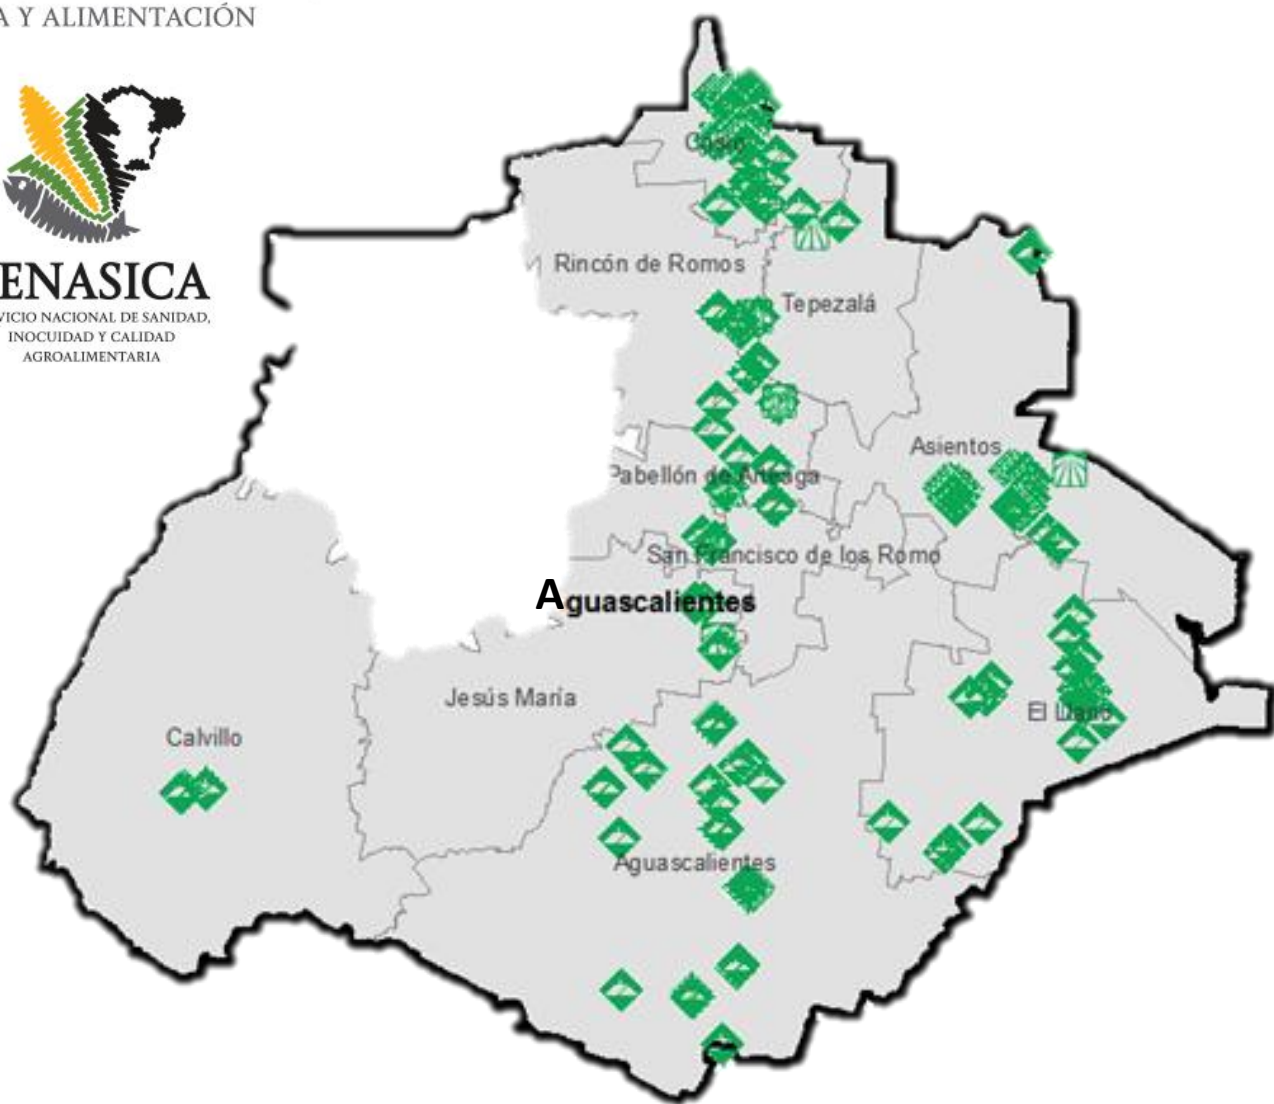 A Y ALIMENTACIÓN
ENASICA
VICIO NACIONAL DE SANIDAD,
INOCUIDAD Y CALIDAD
AGROALIMENTARIA
Cosío
Rincón de Romos
Tepezalá
Asientos
Pabellón de Arteaga
San Francisco de los Romo
Aguascalientes
Jesús María
El Llano
Calvillo
Aguascalientes